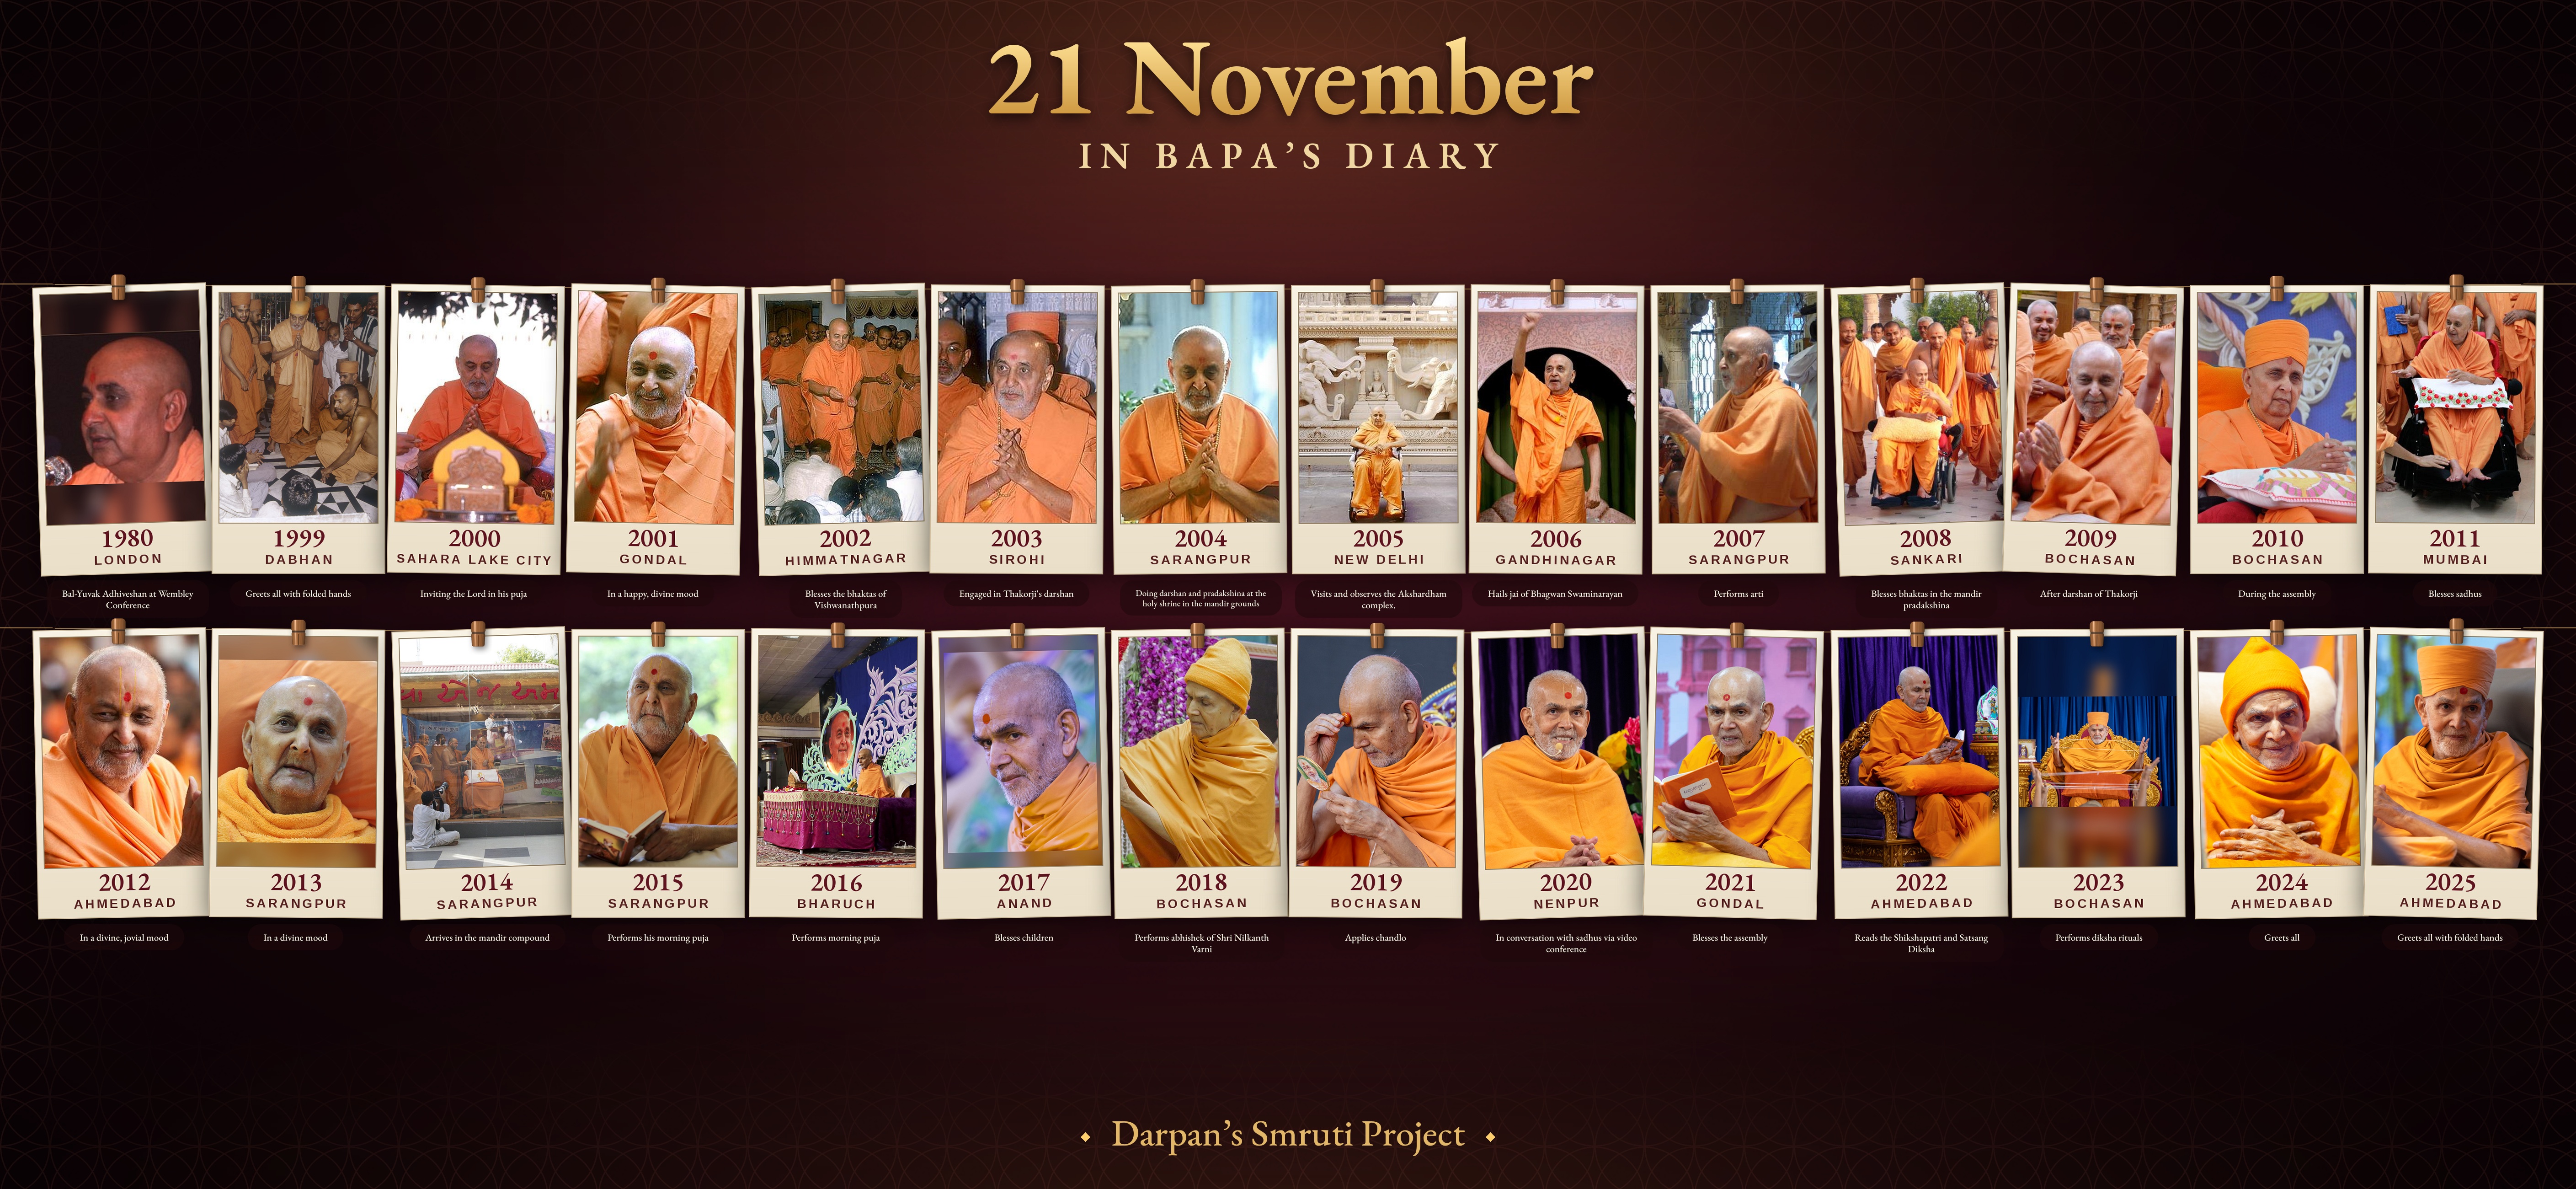 21 November
IN BAPA'S DIARY
1980
LONDON
Bal-Yuvak Adhiveshan at Wembley
Conference
1999
DABHAN
Greets all with folded hands
2000
SAHARA LAKE CITY
Inviting the Lord in his puja
2001
GONDAL
In a happy, divine mood
2002
HIMMATNAGAR
Blesses the bhaktas of
Vishwanathpura
2003
SIROHI
Engaged in Thakorji's darshan
2004
SARANGPUR
Doing darshan and pradakshina at the
holy shrine in the mandir grounds
2005
NEW DELHI
Visits and observes the Akshardham
complex.
2006
GANDHINAGAR
Hails jai of Bhagwan Swaminarayan
2007
SARANGPUR
Performs arti
2008
SANKARI
Blesses bhaktas in the mandir
pradakshina
2009
BOCHASAN
After darshan of Thakorji
2010
BOCHASAN
During the assembly
2011
MUMBAI
Blesses sadhus
2012
AHMEDABAD
In a divine, jovial mood
2013
SARANGPUR
In a divine mood
2014
SARANGPUR
Arrives in the mandir compound
2015
SARANGPUR
Performs his morning puja
2016
BHARUCH
Performs morning puja
2017
ANAND
Blesses children
2018
BOCHASAN
Performs abhishek of Shri Nilkanth
Varni
2019
BOCHASAN
Applies chandlo
2020
NENPUR
In conversation with sadhus via video
conference
2021
GONDAL
Blesses the assembly
2022
AHMEDABAD
Reads the Shikshapatri and Satsang
Diksha
2023
BOCHASAN
Performs diksha rituals
2024
AHMEDABAD
Greets all
2025
AHMEDABAD
Greets all with folded hands
Darpan's Smruti Project